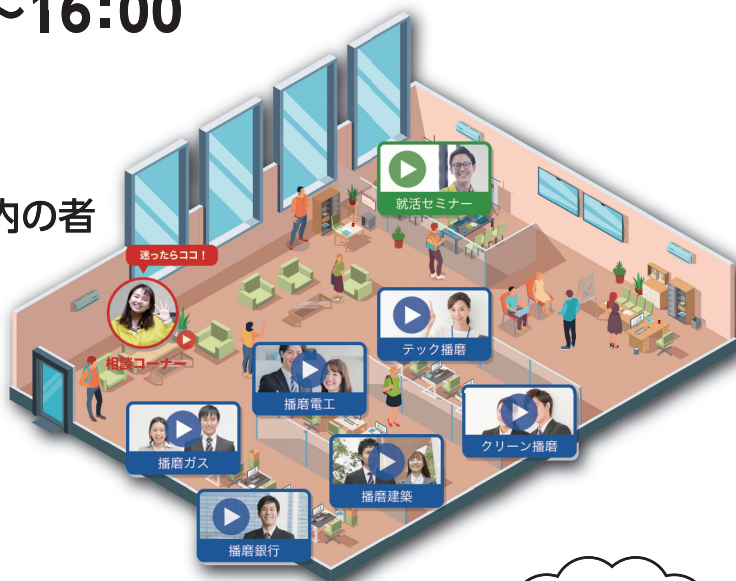 ～16:00
内の者
就活セミナー
迷ったらココ！
相談コーナー
テック播磨
播磨電工
クリーン播磨
播磨ガス
播磨建築
播磨銀行